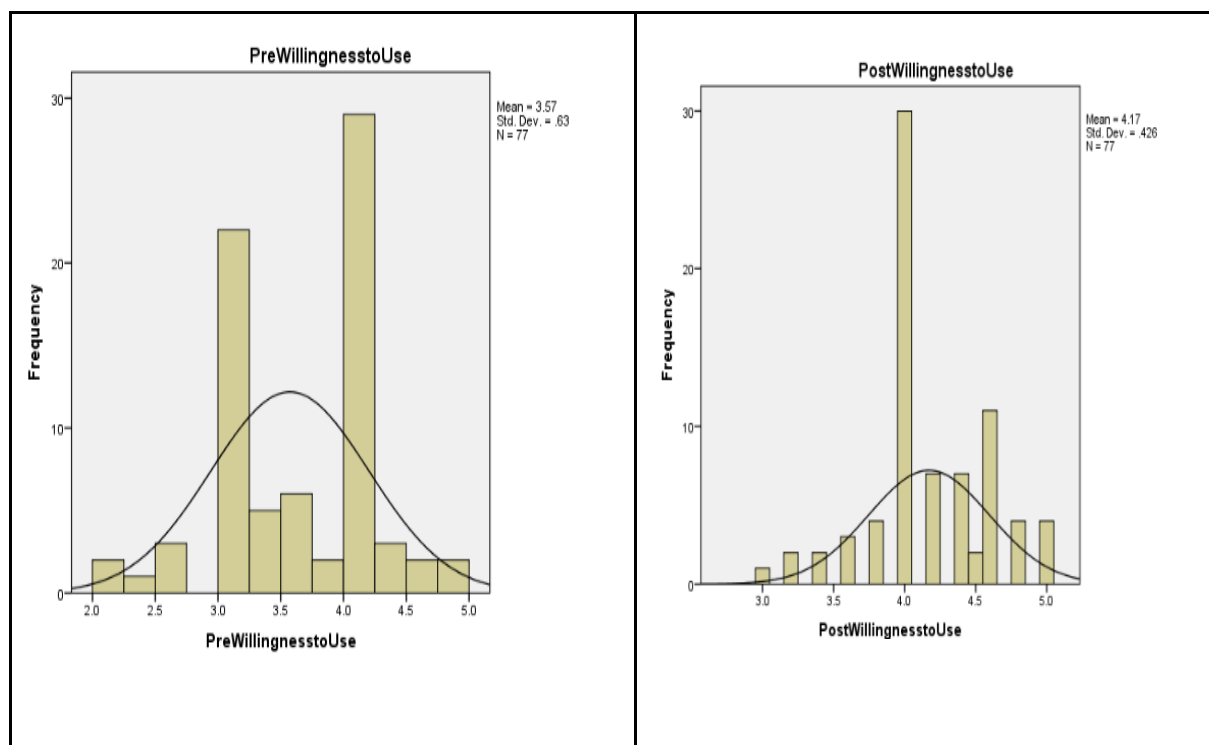 PreWillingnesstoUse
Mean = 3.57
Std. Dev. = .63
N = 77
30
20
10
0
Frequency
2.0 2.5 3.0 3.5 4.0 4.5 5.0
PreWillingnesstoUse
PostWillingnesstoUse
Mean = 4.17
Std. Dev. = .426
N = 77
30
20
10
0
Frequency
3.0 3.5 4.0 4.5 5.0
PostWillingnesstoUse